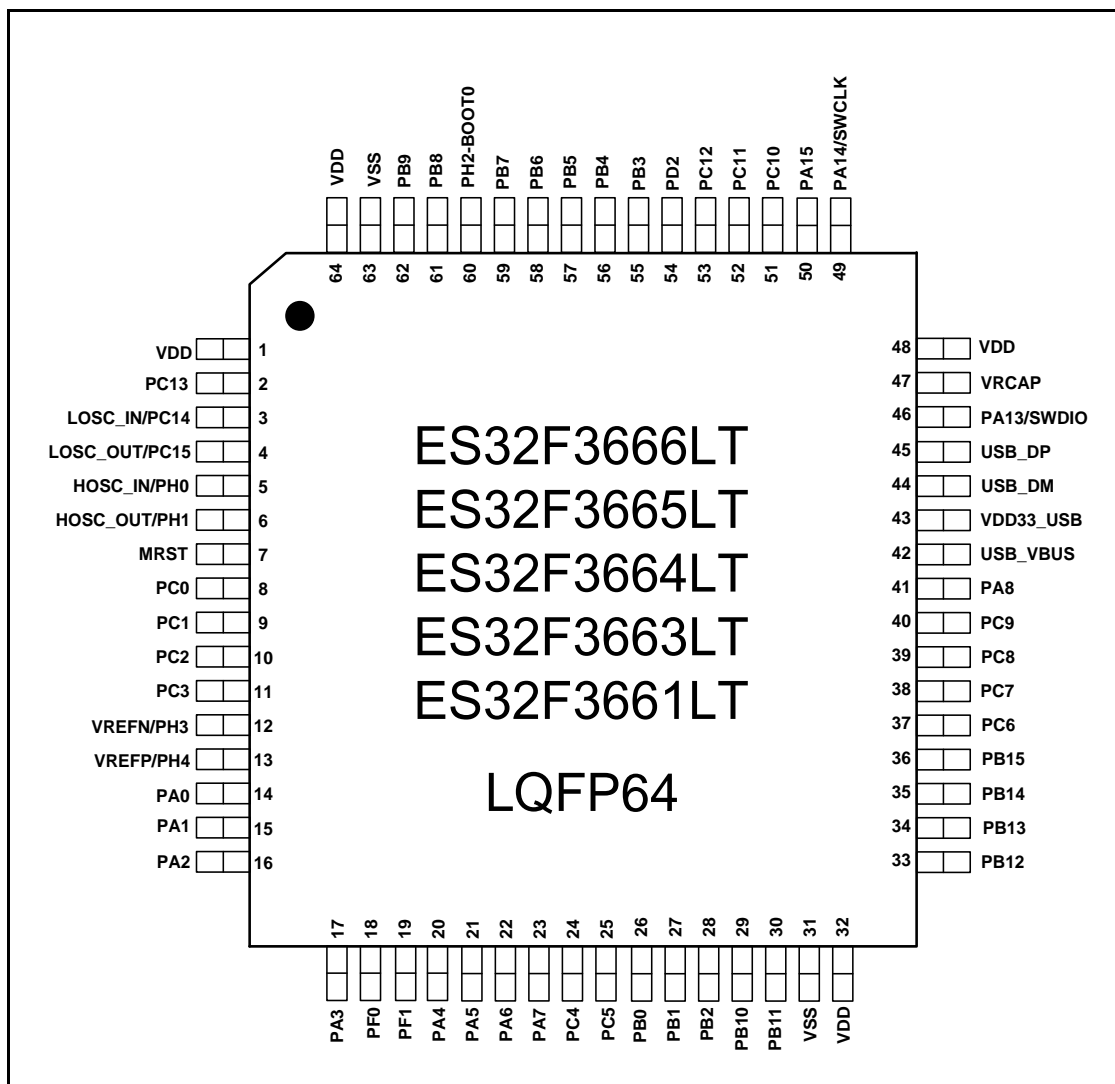 VDD
VSS
PB9
PB8
PH2-BOOT0
PB7
PB6
PB5
PB4
PB3
PD2
PC12
PC11
PC10
PA15
PA14/SWCLK
64
63
62
61
60
59
58
57
56
55
54
53
52
51
50
49
VDD 1
PC13 2
LOSC_IN/PC14 3
LOSC_OUT/PC15 4
HOSC_IN/PH0 5
HOSC_OUT/PH1 6
MRST 7
PC0 8
PC1 9
PC2 10
PC3 11
VREFN/PH3 12
VREFP/PH4 13
PA0 14
PA1 15
PA2 16
ES32F3666LT
ES32F3665LT
ES32F3664LT
ES32F3663LT
ES32F3661LT
LQFP64
48 VDD
47 VRCAP
46 PA13/SWDIO
45 USB_DP
44 USB_DM
43 VDD33_USB
42 USB_VBUS
41 PA8
40 PC9
39 PC8
38 PC7
37 PC6
36 PB15
35 PB14
34 PB13
33 PB12
17
18
19
20
21
22
23
24
25
26
27
28
29
30
31
32
PA3
PF0
PF1
PA4
PA5
PA6
PA7
PC4
PC5
PB0
PB1
PB2
PB10
PB11
VSS
VDD